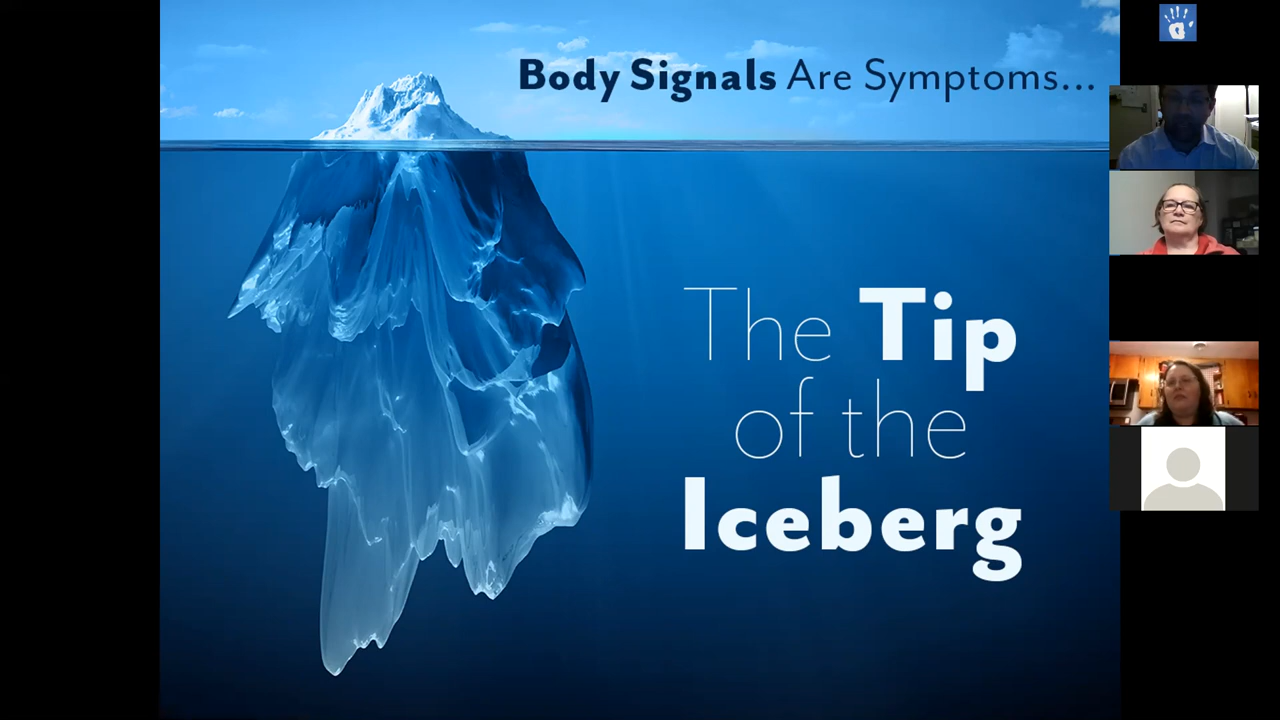 Body Signals Are Symptoms...
The Tip
of the
Iceberg